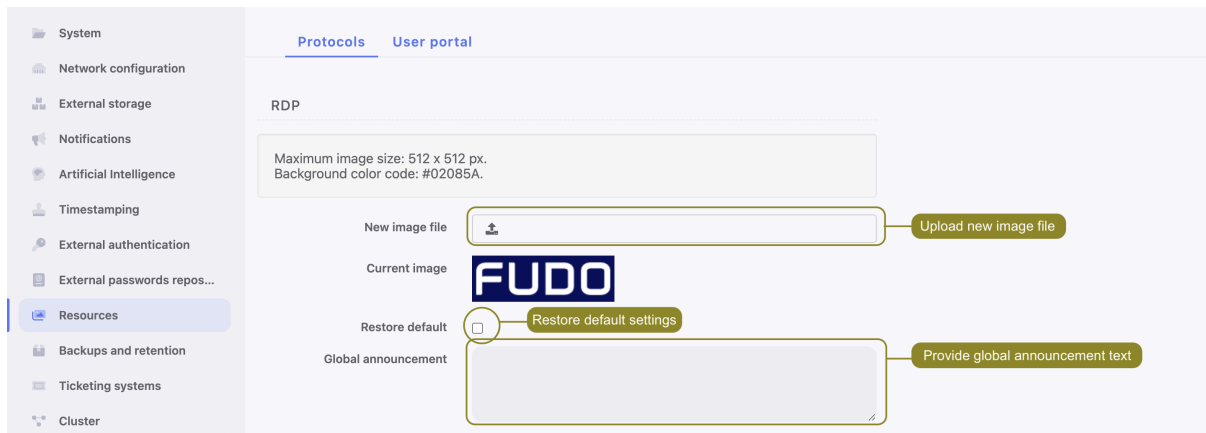 System
Network configuration
External storage
Notifications
Artificial Intelligence
Timestamping
External authentication
External passwords repos...
Resources
Backups and retention
Ticketing systems
Cluster
Protocols User portal
RDP
Maximum image size: 512 x 512 px.
Background color code: #02085A.
New image file
Upload new image file
Current image
FUDO
Restore default
Restore default settings
Global announcement
Provide global announcement text